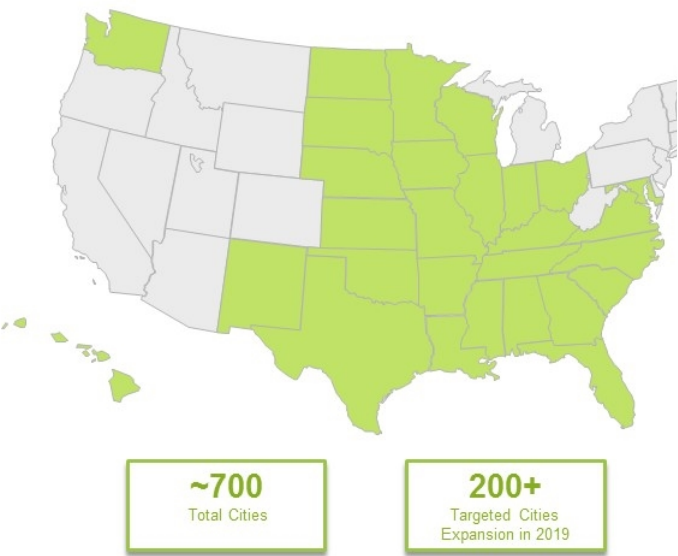 ~700
Total Cities
200+
Targeted Cities
Expansion in 2019